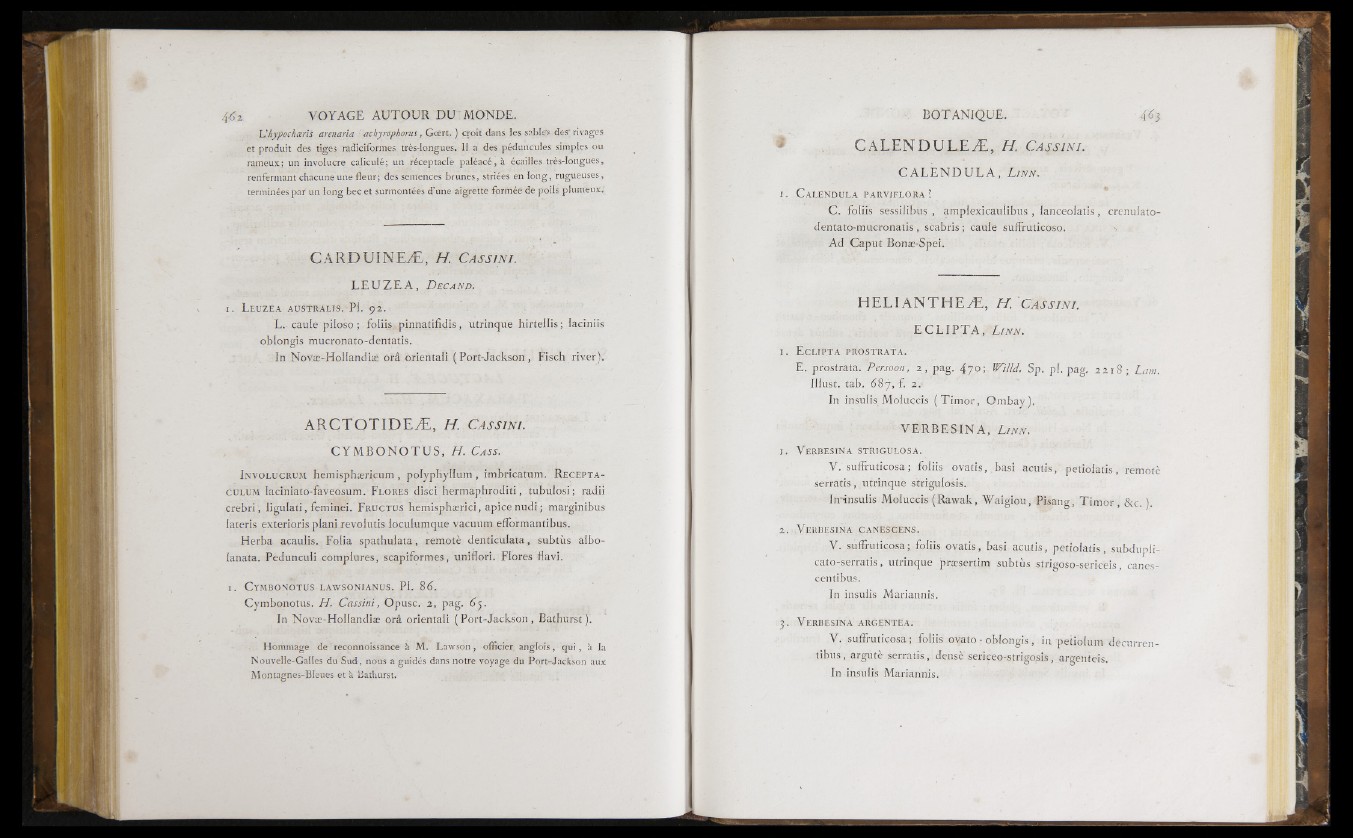 462 VOYAGE AUTOUR DU MONDE.
L'hypochæris arenaria achyrophorus, Gœrt. ) croît dans les sables des rivages
et produit des tiges radiciformes très-longues. Il a des péduncules simples ou
rameux; un involucre caliculé; un réceptacle paléacé, à écailles très-longues,
renfermant chacune une fleur; des semences brunes, striées en long, rugueuses,
terminées par un long bec et surmontées d'une aigrette formée de poils plumeux.
CARDUINEÆ, H. CASSINI.
LEUZEA, DECAND.
1. LEUZEA AUSTRALIS. Pl. 92.
L. caule piloso; foliis pinnatifidis, utrinque hirtellis; laciniis
oblongis mucronato-dentatis.
In Novæ-Hollandiæ orâ orientali (Port-Jackson, Fisch river).
ARCTOTIDEÆ, H. CASSINI.
CYMBONOTUS, H. CASS.
INVOLUCRUM hemisphæricum, polyphyllum, imbricatum. RECEPTA-
CULUM laciniato-faveosum. FLORES disci hermaphroditi, tubulosi; radii
crebri, ligulati, feminei. FRUCTUS hemisphærici, apice nudi; marginibus
lateris exterioris plani revolutis loculumque vacuum efformantibus.
Herba acaulis. Folia spathulata, remotè denticulata, subtùs albo-
lanata. Pedunculi complures, scapiformes, uniflori. Flores flavi.
1. CYMBONOTUS LAWSONIANUS. Pl. 86.
Cymbonotus. H. Cassini, Opusc. 2, pag. 65.
In Novæ-Hollandiæ orâ orientali (Port-Jackson, Bathurst).
Hommage de reconnoissance à M. Lawson, officier anglois, qui, à la
Nouvelle-Galles du Sud, nous a guidés dans notre voyage du Port-Jackson aux
Montagnes-Bleues et à Bathurst.
BOTANIQUE. 463
CALENDULEÆ, H. CASSINI.
CALENDULA, LINN.
1. CALENDULA PARVIFLORA?
C. foliis sessilibus, amplexicaulibus, lanceolatis, crenulato-
dentato-mucronatis, scabris; caule suffruticoso.
Ad Caput Bonæ-Spei.
HELIANTHEÆ, H. CASSINI.
ECLIPTA, LINN.
1. ECLIPTA PROSTRATA.
E. prostrata. Persoon, 2, pag. 470; Willd. Sp. pl. pag. 2218; Lam.
Illust. tab. 687, f. 2.
In insulis Moluccis (Timor, Ombay).
VERBESINA, LINN.
1. VERBESINA STRIGULOSA.
V. suffruticosa; foliis ovatis, basi acutis, petiolatis, remotè
serratis, utrinque strigulosis.
In insulis Moluccis (Rawak, Waigiou, Pisang, Timor, &c.).
2. VERBESINA CANESCENS.
V. suffruticosa; foliis ovatis, basi acutis, petiolatis, subdupli-
cato-serratis, utrinque præsertim subtùs strigoso-sericeis, canes-
centibus.
In insulis Mariannis.
3. VERBESINA ARGENTEA.
V. suffruticosa; foliis ovato-oblongis, in petiolum decurren-
tibus, argutè serratis, densè sericeo-strigosis, argenteis.
In insulis Mariannis.